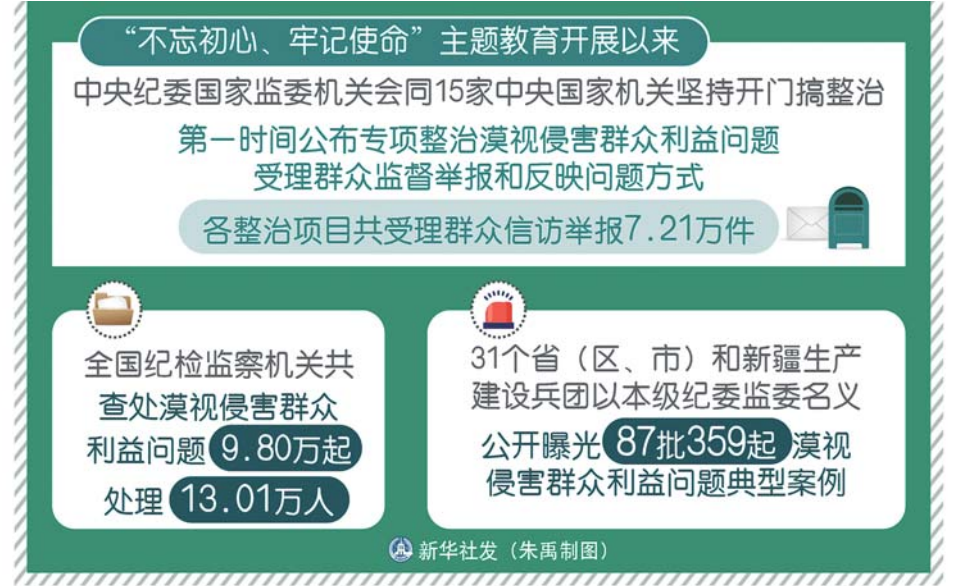 “不忘初心、牢记使命”主题教育开展以来
中央纪委国家监委机关会同15家中央国家机关坚持开门搞整治
第一时间公布专项整治漠视侵害群众利益问题
受理群众监督举报和反映问题方式
各整治项目共受理群众信访举报7.21万件
全国纪检监察机关共
查处漠视侵害群众
利益问题 9.80万起
处理 13.01万人
31个省（区、市）和新疆生产
建设兵团以本级纪委监委名义
公开曝光 87批359起 漠视
侵害群众利益问题典型案例
新华社发（朱禹制图）